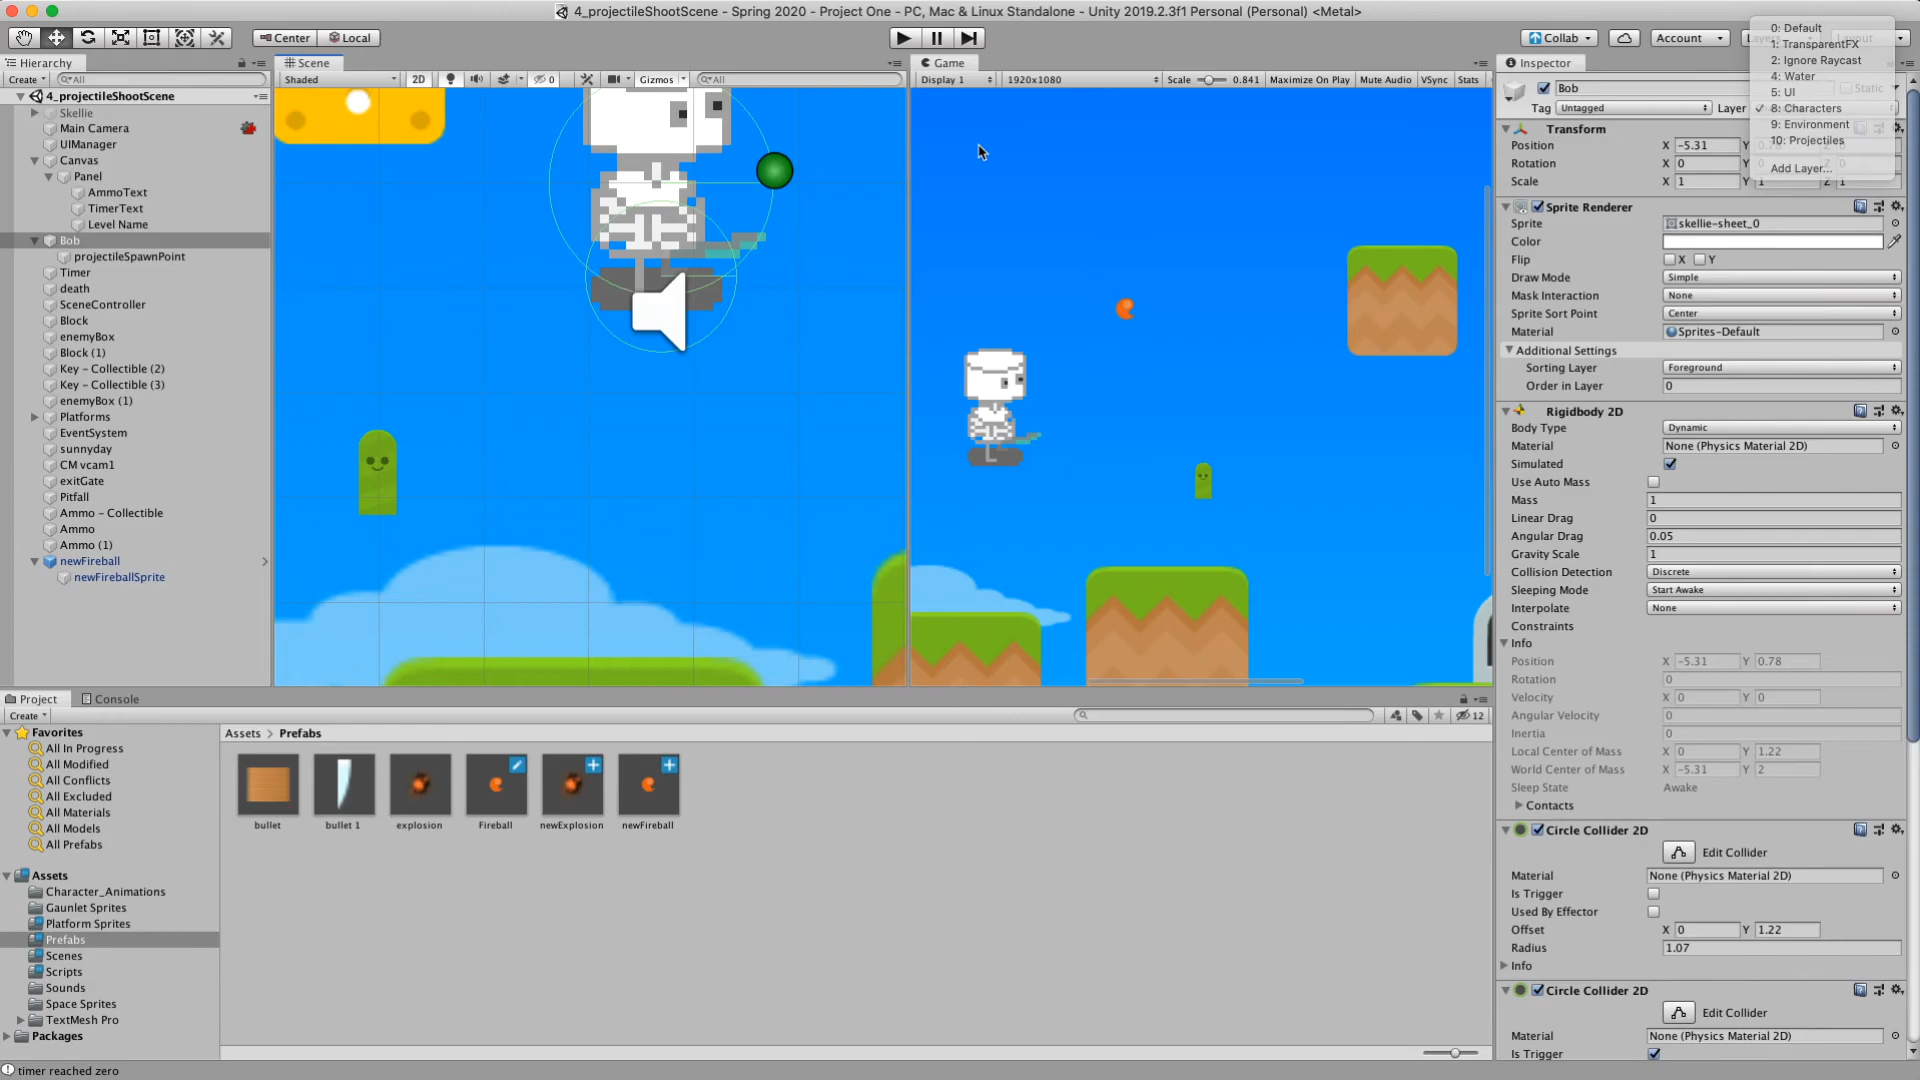 4_projectileShootScene - Spring 2020 - Project One - PC, Mac & Linux Standalone - Unity 2019.2.3f1 Personal (Personal) <Metal>
Center Local
Collab Account
0: Default
1: TransparentFX
2: Ignore Raycast
4: Water
5: UI
8: Characters
9: Environment
10: Projectiles
Add Layer...
Hierarchy
Create All
4_projectileShootScene
Skellie
Main Camera
UIManager
Canvas
Panel
AmmoText
TimerText
Level Name
Bob
projectileSpawnPoint
Timer
death
SceneController
Block
enemyBox
Block (1)
Key - Collectible (2)
Key - Collectible (3)
enemyBox (1)
Platforms
EventSystem
sunnyday
CM vcam1
exitGate
Pitfall
Ammo - Collectible
Ammo
Ammo (1)
newFireball
newFireballSprite
Scene
Shaded 2D 0 Gizmos All
Game
Display 1 1920x1080 Scale 0.841 Maximize On Play Mute Audio VSync Stats
Inspector
Bob Static
Tag Untagged Layer
Transform
Position X -5.31
Rotation X 0
Scale X 1 Y 1 Z 1
Sprite Renderer
Sprite skellie-sheet_0
Color
Flip X Y
Draw Mode Simple
Mask Interaction None
Sprite Sort Point Center
Material Sprites-Default
Additional Settings
Sorting Layer Foreground
Order in Layer 0
Rigidbody 2D
Body Type Dynamic
Material None (Physics Material 2D)
Simulated
Use Auto Mass
Mass 1
Linear Drag 0
Angular Drag 0.05
Gravity Scale 1
Collision Detection Discrete
Sleeping Mode Start Awake
Interpolate None
Constraints
Info
Position X -5.31 Y 0.78
Rotation 0
Velocity X 0 Y 0
Angular Velocity 0
Inertia 0
Local Center of Mass X 0 Y 1.22
World Center of Mass X -5.31 Y 2
Sleep State Awake
Contacts
Circle Collider 2D
Edit Collider
Material None (Physics Material 2D)
Is Trigger
Used By Effector
Offset X 0 Y 1.22
Radius 1.07
Info
Circle Collider 2D
Edit Collider
Material None (Physics Material 2D)
Is Trigger
Project Console
Create 12
Favorites
All In Progress
All Modified
All Conflicts
All Excluded
All Materials
All Models
All Prefabs
Assets
Character_Animations
Gaunlet Sprites
Platform Sprites
Prefabs
Scenes
Scripts
Sounds
Space Sprites
TextMesh Pro
Packages
Assets > Prefabs
bullet bullet 1 explosion Fireball newExplosion newFireball
timer reached zero